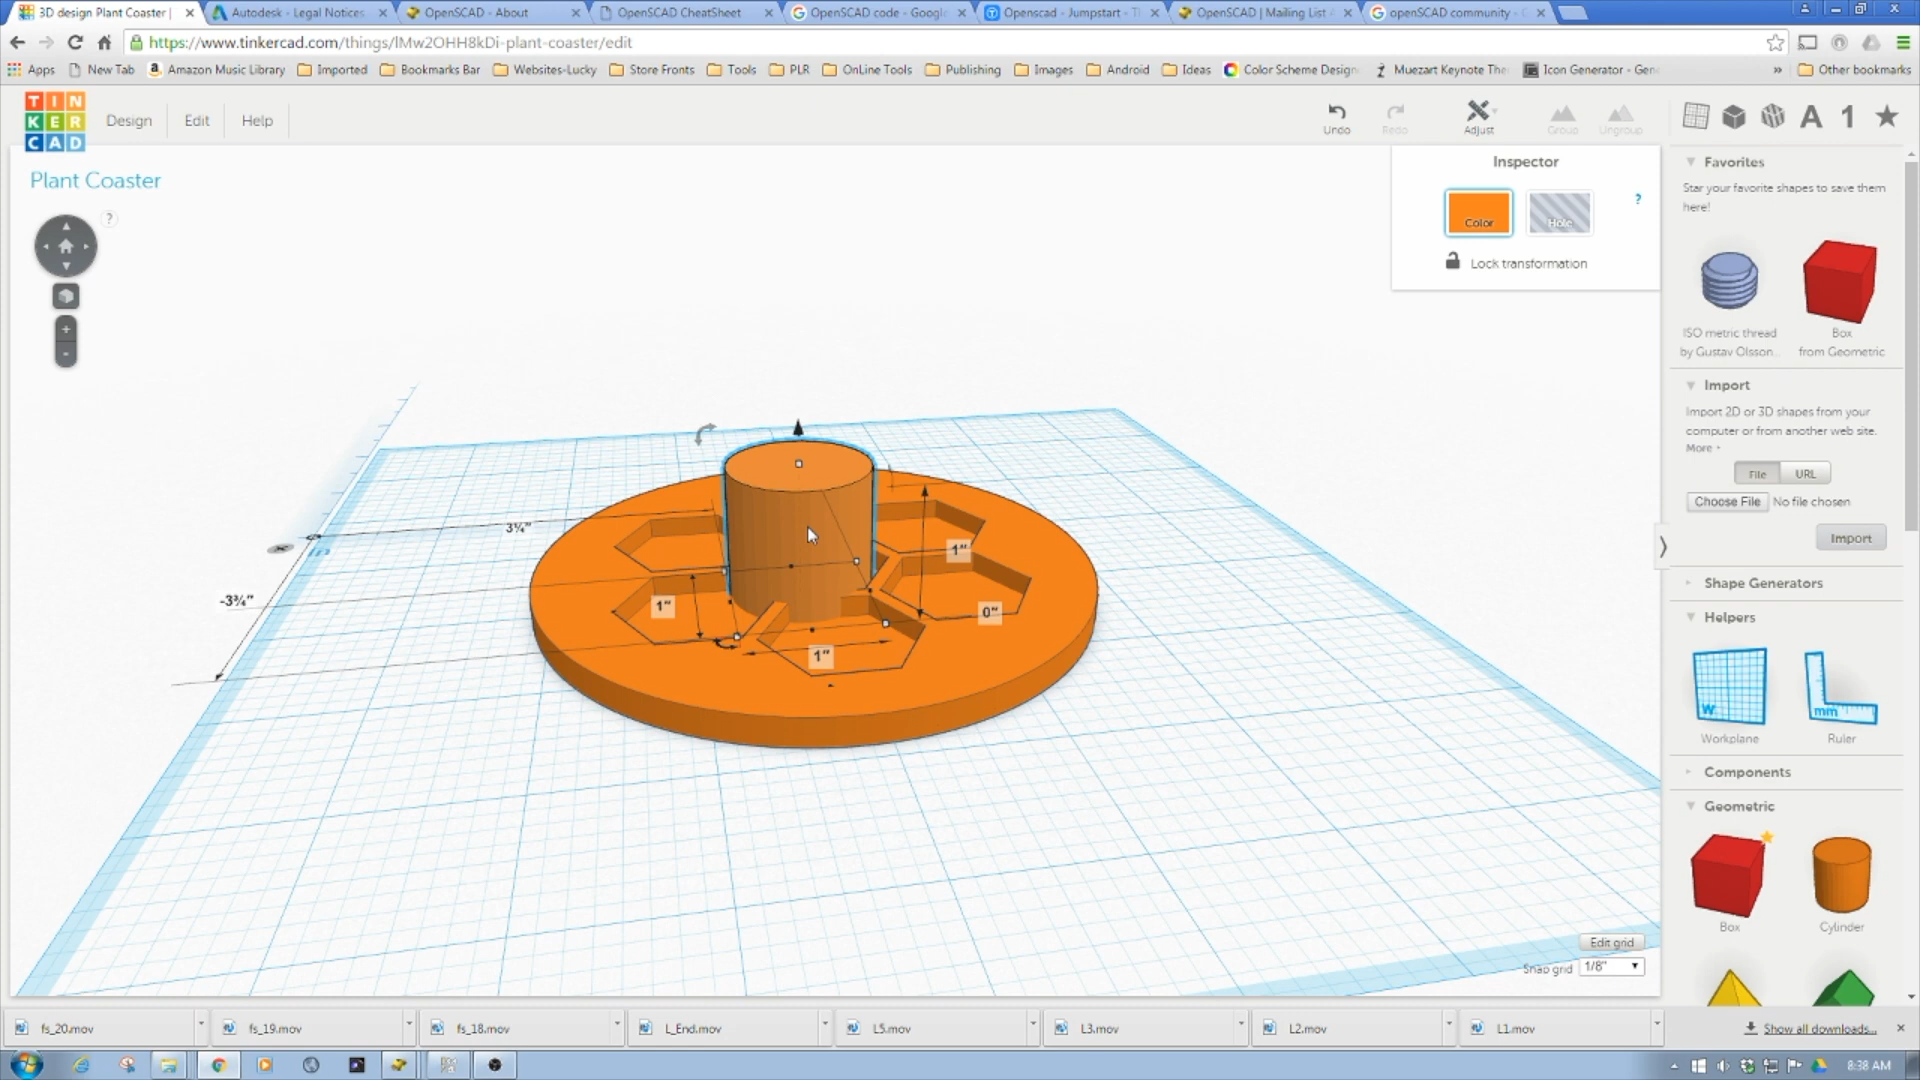 3D design Plant Coaster |
Autodesk - Legal Notices
OpenSCAD - About
OpenSCAD CheatSheet
OpenSCAD code - Google
Openscad - Jumpstart - T
OpenSCAD | Mailing List
openSCAD community -
https://www.tinkercad.com/things/lMw2OHH8kDi-plant-coaster/edit
Apps New Tab Amazon Music Library Imported Bookmarks Bar Websites-Lucky Store Fronts Tools PLR OnLine Tools Publishing Images Android Ideas Color Scheme Design Muezart Keynote The Icon Generator - Gen » Other bookmarks
TIN
KER
CAD
Design Edit Help
Undo Redo Adjust Group Ungroup
A 1
Plant Coaster
?
+
-
Inspector
Color Hole
?
Lock transformation
Favorites
Star your favorite shapes to save them
here!
ISO metric thread
by Gustav Olsson...
Box
from Geometric
Import
Import 2D or 3D shapes from your
computer or from another web site.
More
File URL
Choose File No file chosen
Import
Shape Generators
Helpers
W
mm
Workplane Ruler
Components
Geometric
Box Cylinder
3¼"
-3¾"
1"
1"
0"
1"
Edit grid
Snap grid 1/8"
fs_20.mov fs_19.mov fs_18.mov L_End.mov L5.mov L3.mov L2.mov L1.mov Show all downloads...
8:38 AM